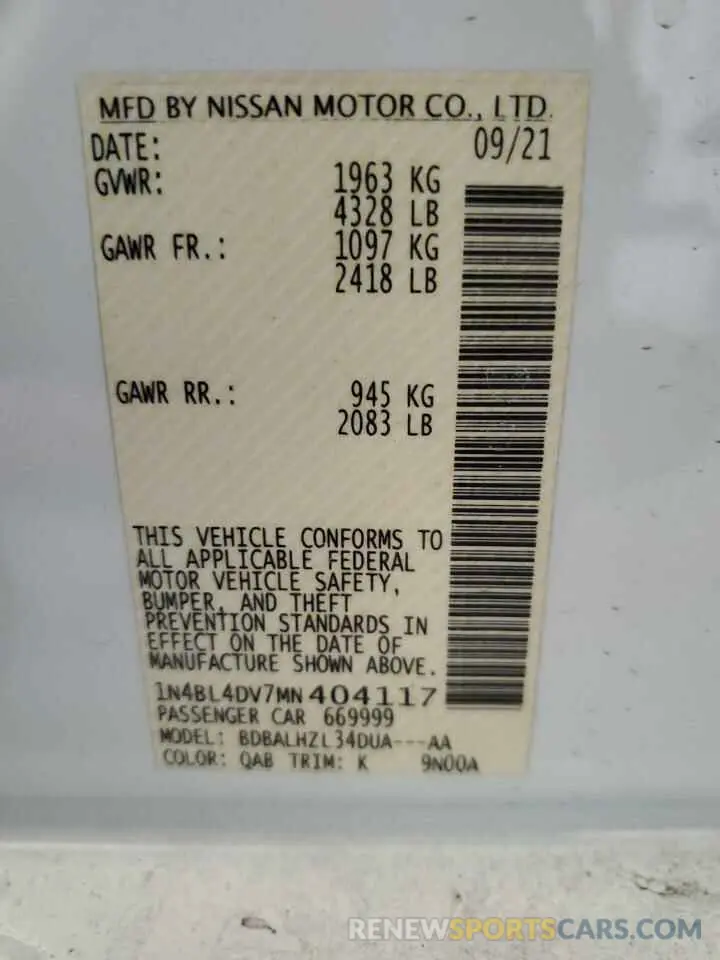 MFD BY NISSAN MOTOR CO., LTD.
DATE: 09/21
GVWR: 1963 KG
4328 LB
GAWR FR.: 1097 KG
2418 LB
GAWR RR.: 945 KG
2083 LB
THIS VEHICLE CONFORMS TO
ALL APPLICABLE FEDERAL
MOTOR VEHICLE SAFETY,
BUMPER, AND THEFT
PREVENTION STANDARDS IN
EFFECT ON THE DATE OF
MANUFACTURE SHOWN ABOVE.
1N4BL4DV7MN404117
PASSENGER CAR 669999
MODEL: BDBALHZL34DUA---AA
COLOR: QAB TRIM: K 9N00A
RENEWSPORTSCARS.COM